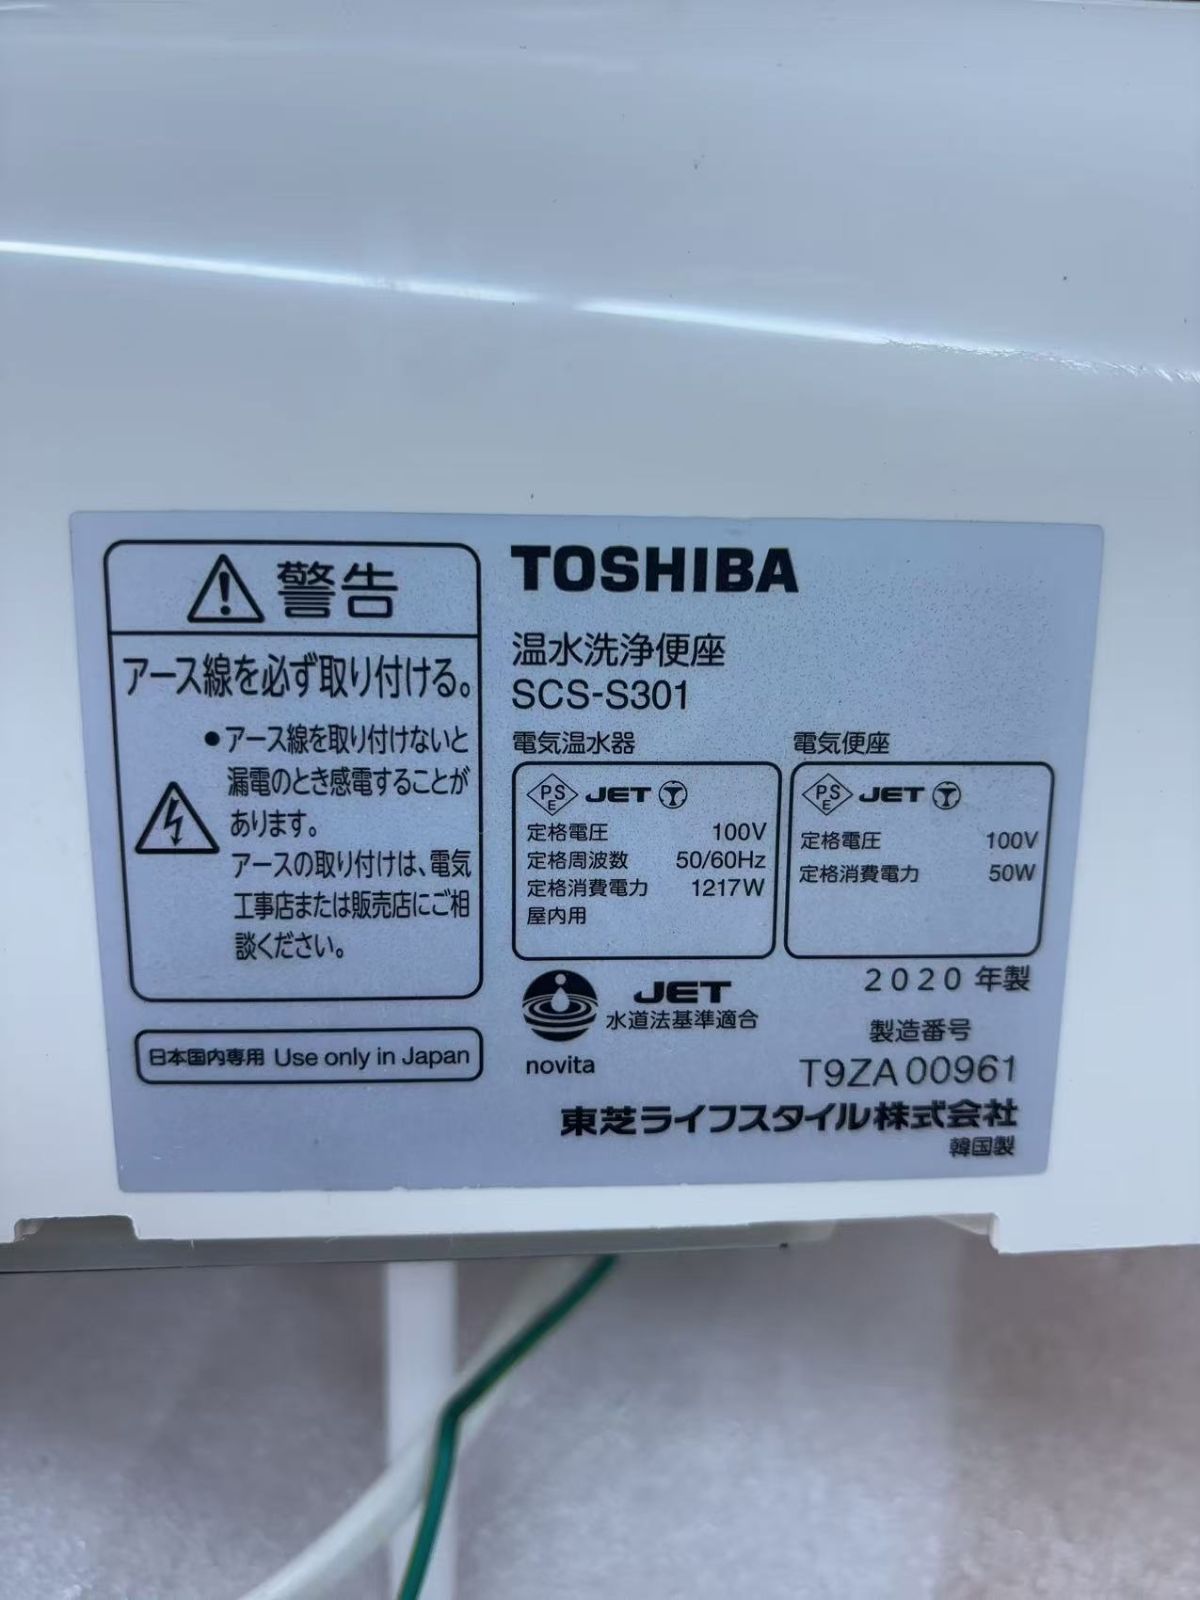 警告
アース線を必ず取り付ける。
●アース線を取り付けないと
漏電のとき感電することが
あります。
アースの取り付けは、電気
工事店または販売店にご相
談ください。
日本国内専用 Use only in Japan
TOSHIBA
温水洗浄便座
SCS-S301
電気温水器
PS
E
JET
定格電圧 100V
定格周波数 50/60Hz
定格消費電力 1217W
屋内用
電気便座
PS
E
JET
定格電圧 100V
定格消費電力 50W
novita
JET
水道法基準適合
2020年製
製造番号
T9ZA00961
東芝ライフスタイル株式会社
韓国製